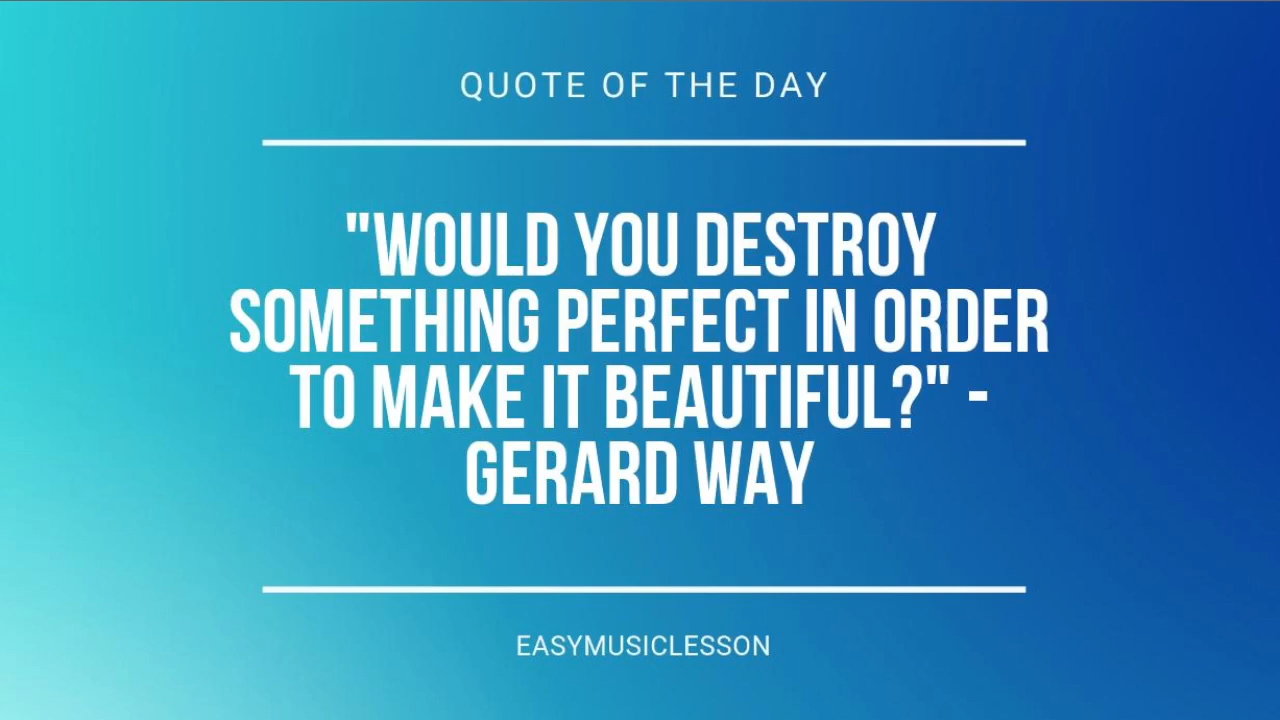 QUOTE OF THE DAY
"WOULD YOU DESTROY
SOMETHING PERFECT IN ORDER
TO MAKE IT BEAUTIFUL?" -
GERARD WAY
EASYMUSICLESSON